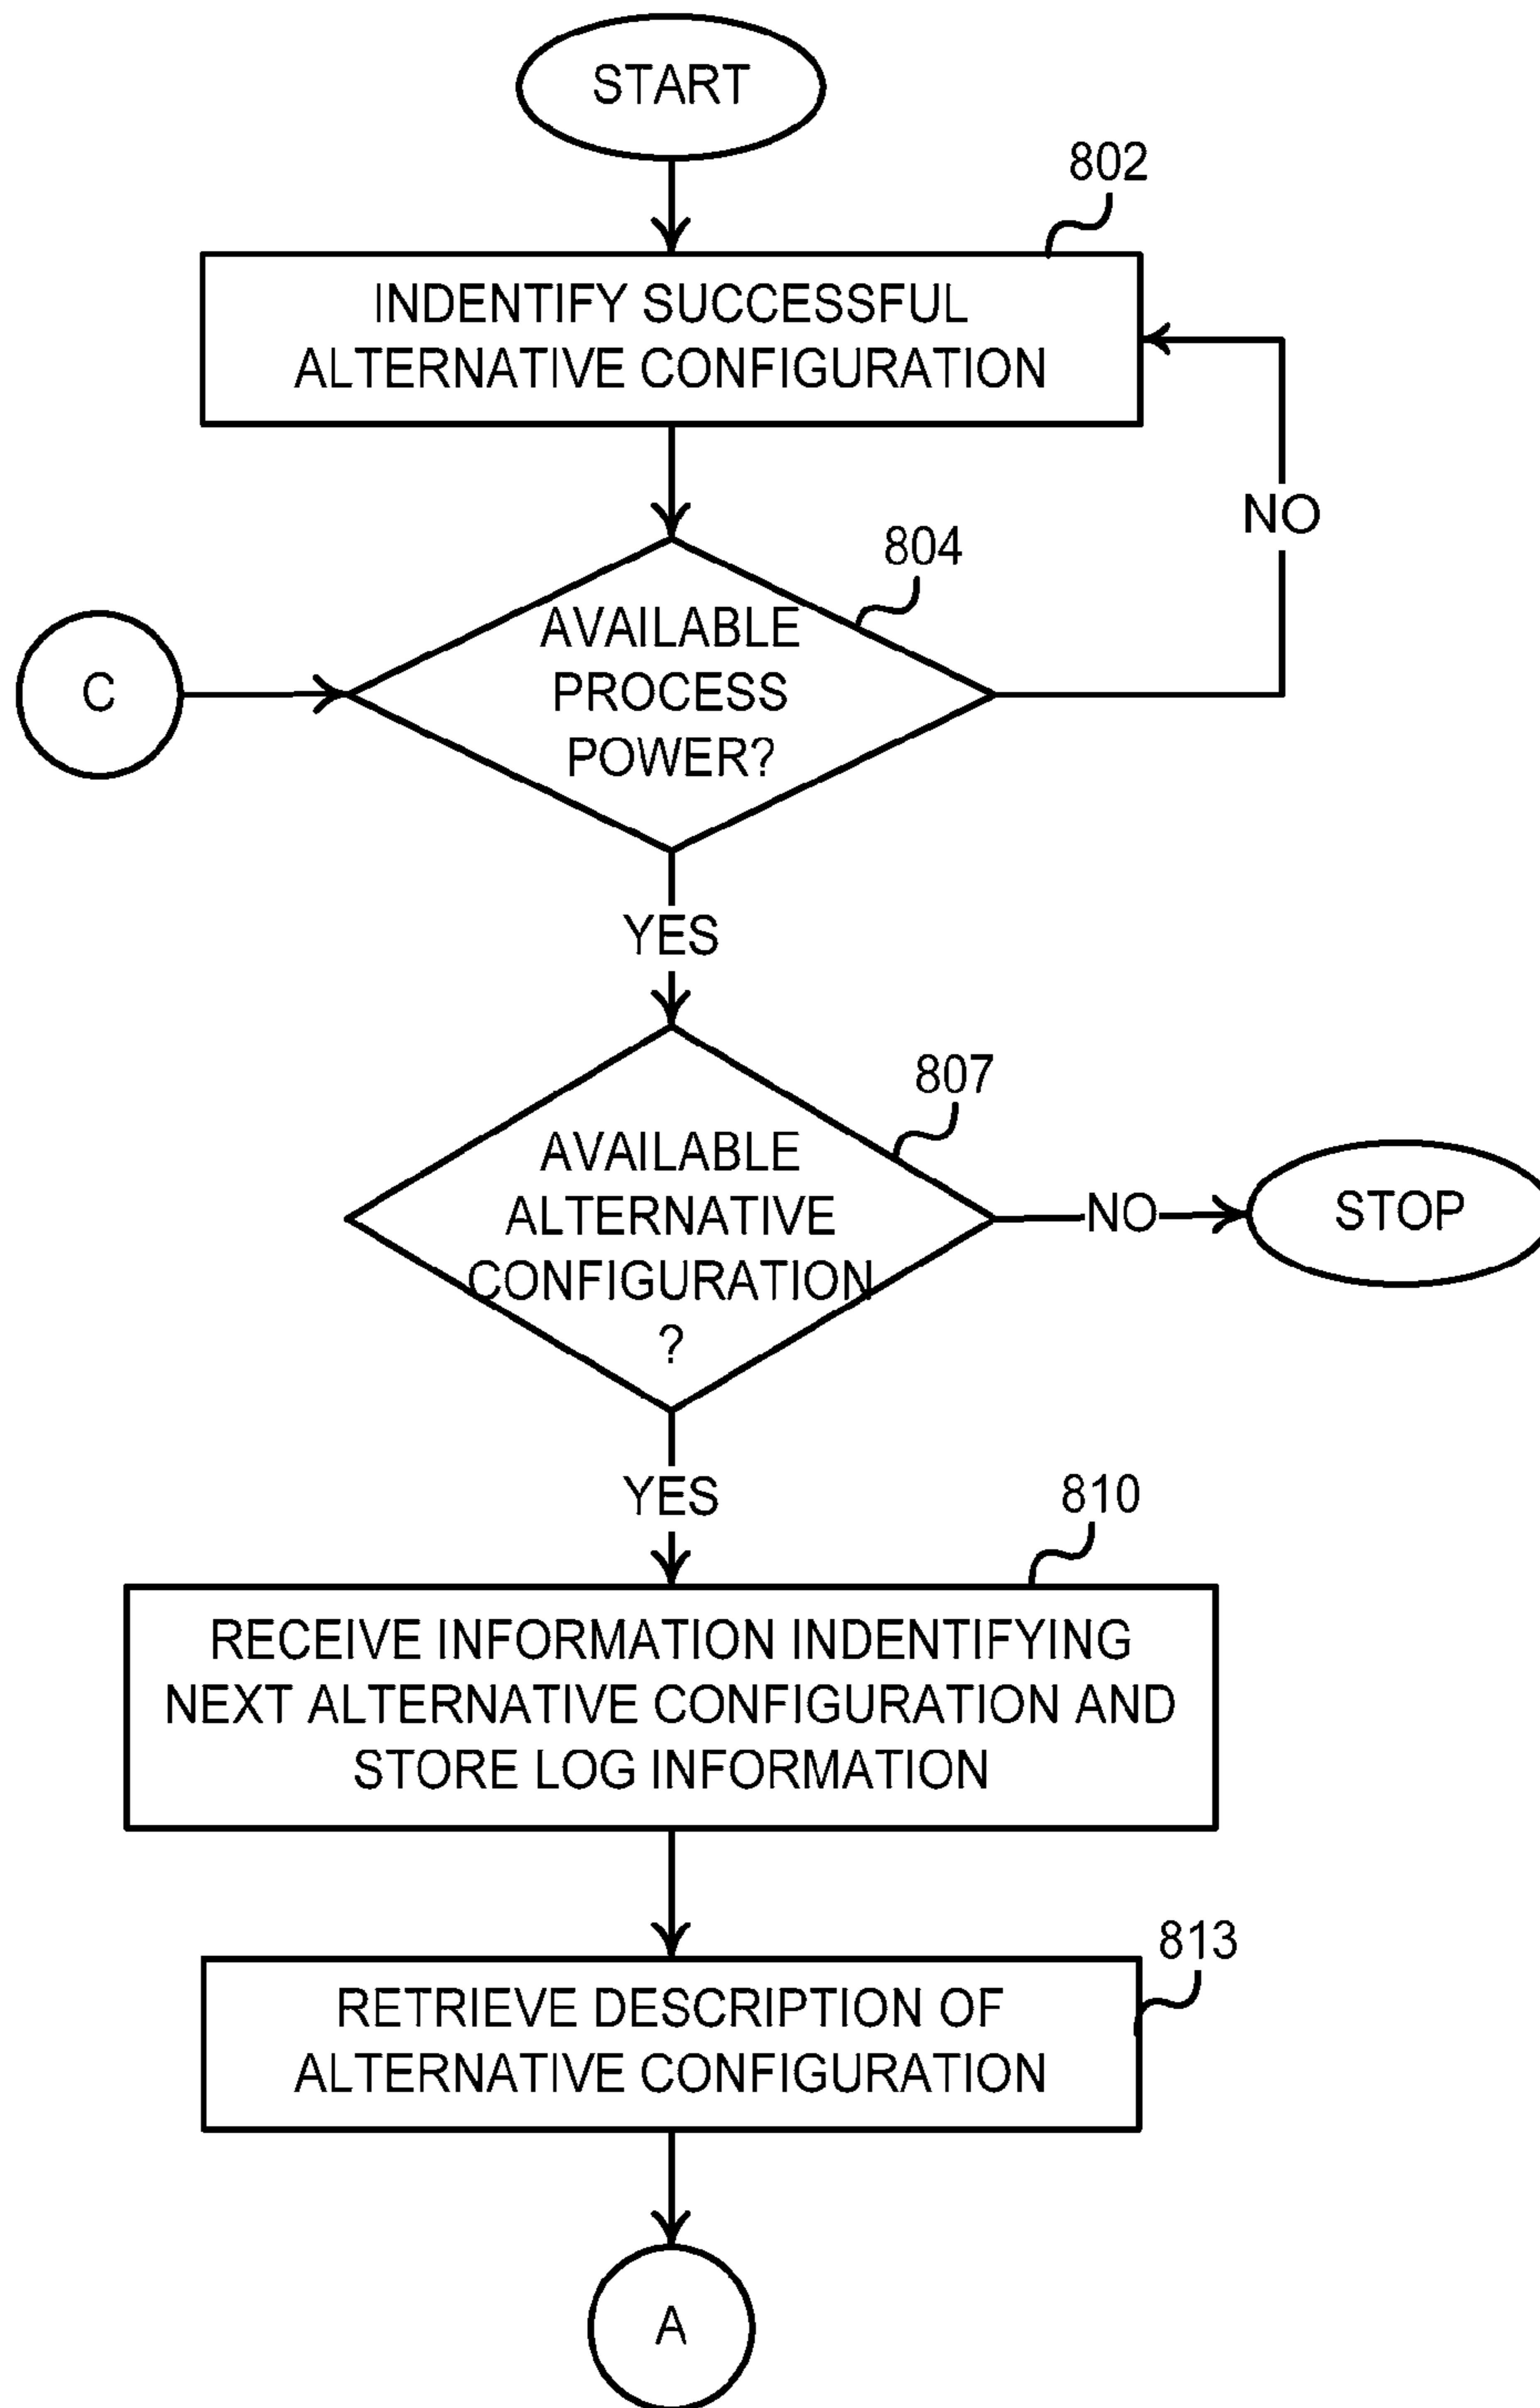 START
802
INDENTIFY SUCCESSFUL
ALTERNATIVE CONFIGURATION
NO
804
AVAILABLE
PROCESS
POWER?
C
YES
807
AVAILABLE
ALTERNATIVE
CONFIGURATION
?
NO
STOP
YES
810
RECEIVE INFORMATION INDENTIFYING
NEXT ALTERNATIVE CONFIGURATION AND
STORE LOG INFORMATION
813
RETRIEVE DESCRIPTION OF
ALTERNATIVE CONFIGURATION
A